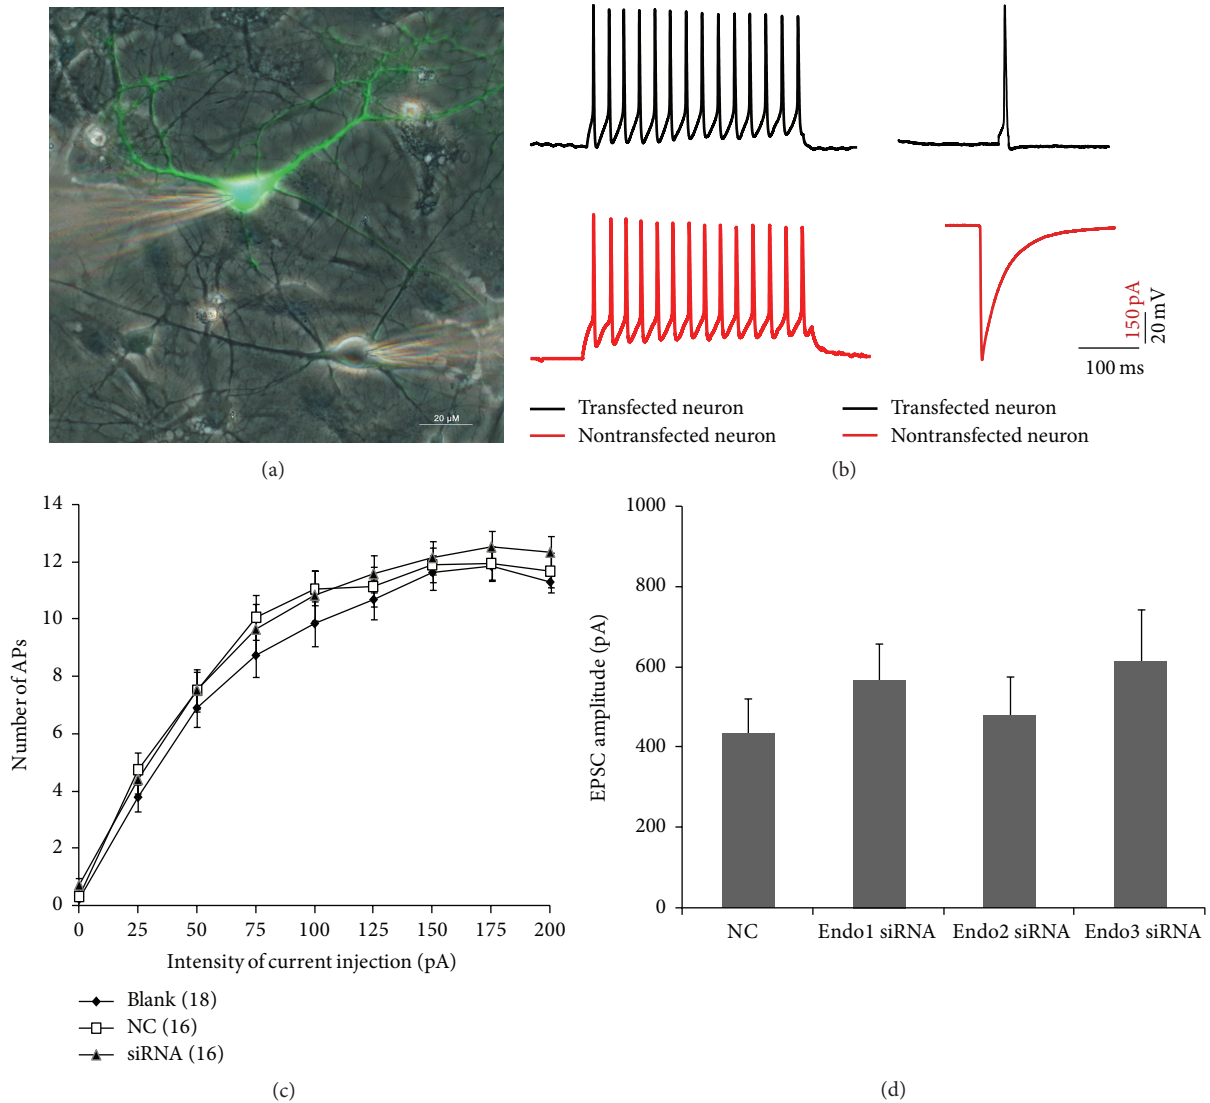 20 µM
(a)
150 pA
20 mV
100 ms
Transfected neuron
Nontransfected neuron
Transfected neuron
Nontransfected neuron
(b)
14
12
10
8
6
4
2
0
Number of APs
0 25 50 75 100 125 150 175 200
Intensity of current injection (pA)
Blank (18)
NC (16)
siRNA (16)
(c)
1000
800
600
400
200
0
EPSC amplitude (pA)
NC Endo1 siRNA Endo2 siRNA Endo3 siRNA
(d)